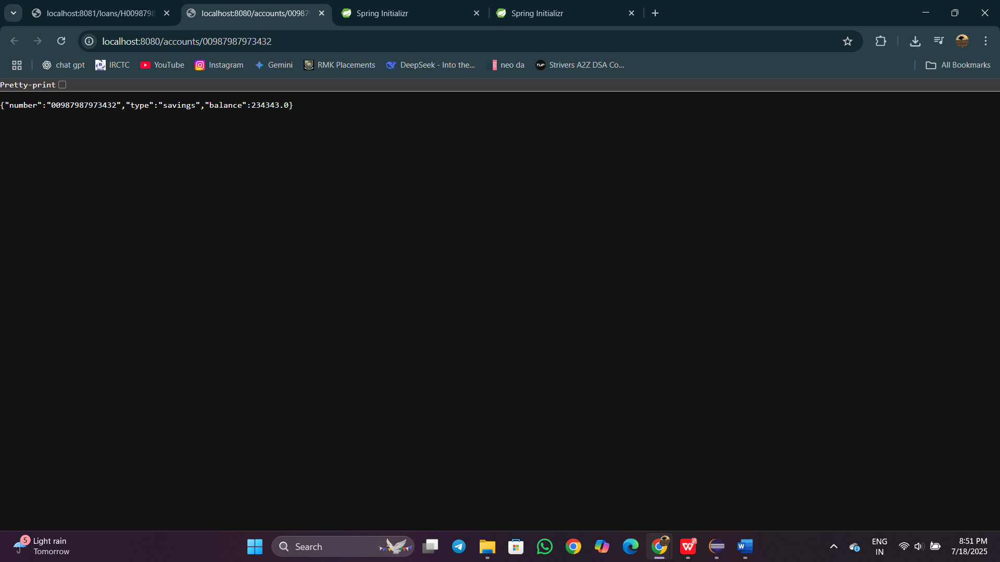 localhost:8081/loans/H0098798
localhost:8080/accounts/00987
Spring Initializr
Spring Initializr
localhost:8080/accounts/00987987973432
chat gpt
IRCTC
YouTube
Instagram
Gemini
RMK Placements
DeepSeek - Into the...
neo da
TUF
Strivers A2Z DSA Co...
All Bookmarks
Pretty-print
{"number":"00987987973432","type":"savings","balance":234343.0}
5
Light rain
Tomorrow
Search
ENG
IN
8:51 PM
7/18/2025